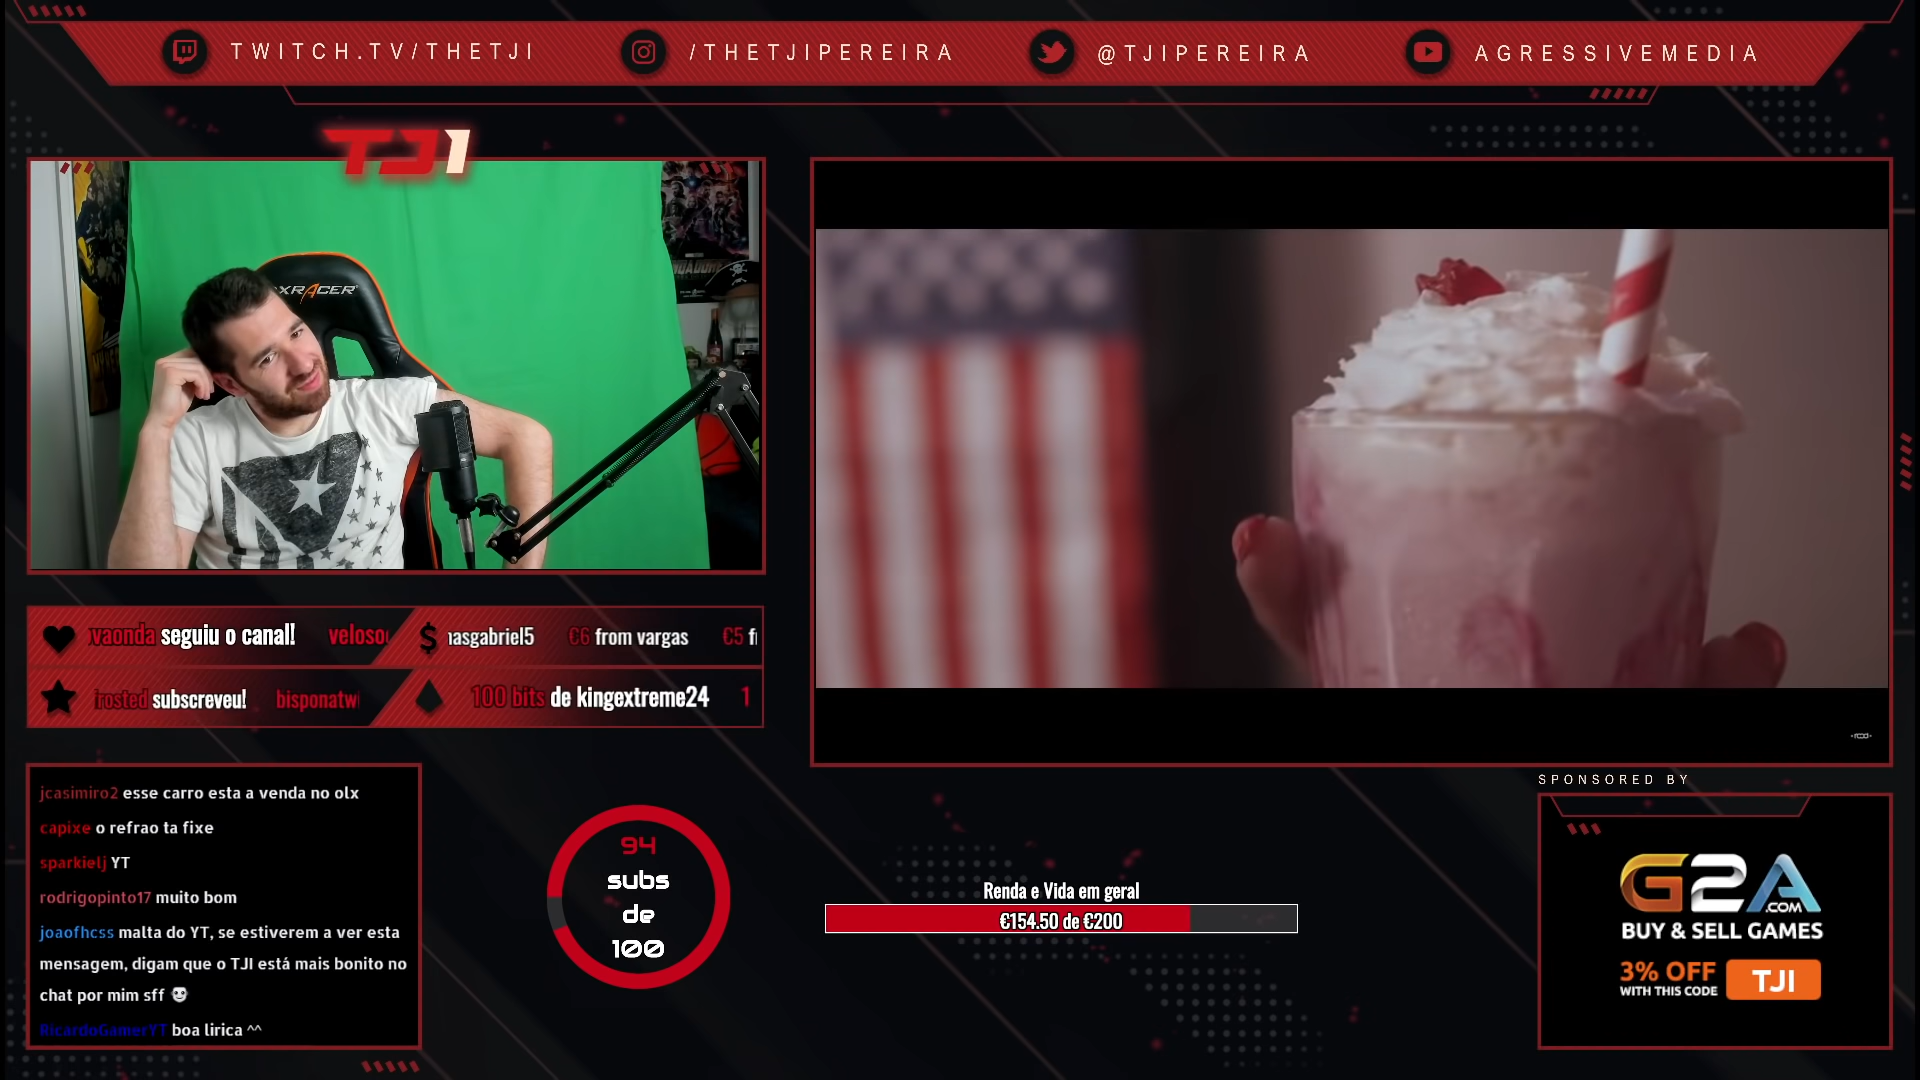 TWITCH.TV/THETJI
/THETJIPEREIRA
@TJIPEREIRA
AGRESSIVEMEDIA
TJI
XRACER
vaonda seguiu o canal!
veloso
$
nasgabriel5
€6 from vargas
€5 f
frosted subscreveu!
bisponatw
100 bits de kingextreme24
1
jcasimiro2 esse carro esta a venda no olx
capixe o refrao ta fixe
sparkielj YT
rodrigopinto17 muito bom
joaofhcss malta do YT, se estiverem a ver esta
mensagem, digam que o TJI está mais bonito no
chat por mim sff
RicardoGamerYT boa lirica ^^
94
subs
de
100
Renda e Vida em geral
€154.50 de €200
SPONSORED BY
G2A
.COM
BUY & SELL GAMES
3% OFF
WITH THIS CODE
TJI